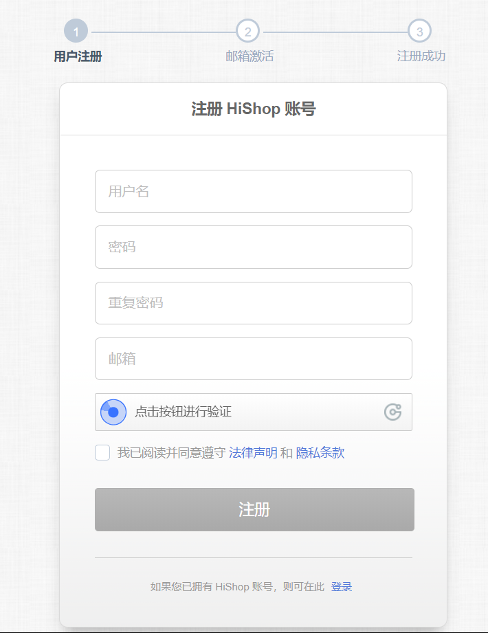 1 2 3
用户注册 邮箱激活 注册成功
注册 HiShop 账号
用户名
密码
重复密码
邮箱
点击按钮进行验证
我已阅读并同意遵守 法律声明 和 隐私条款
注册
如果您已拥有 HiShop 账号，则可在此 登录